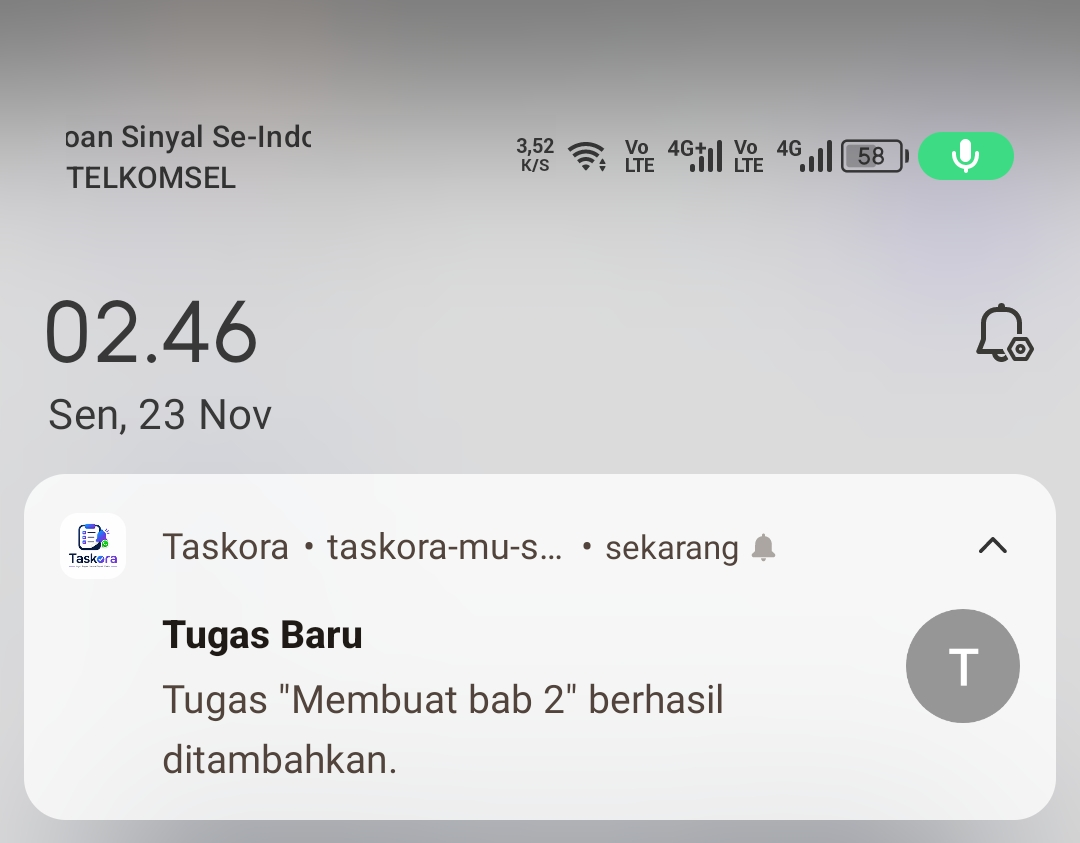 oan Sinyal Se-Indo
TELKOMSEL
3,52 K/S Vo LTE 4G+ Vo LTE 4G 58
02.46
Sen, 23 Nov
Taskora
Taskora • taskora-mu-s... • sekarang
Tugas Baru
T
Tugas "Membuat bab 2" berhasil
ditambahkan.